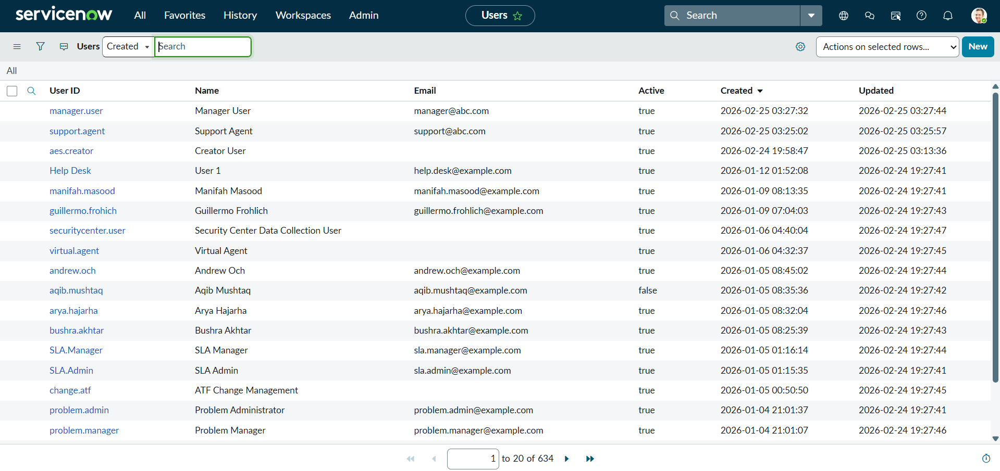 servicenow All Favorites History Workspaces Admin Users Search
Users Created Search Actions on selected rows... New
All
User ID Name Email Active Created Updated
manager.user Manager User manager@abc.com true 2026-02-25 03:27:32 2026-02-25 03:27:44
support.agent Support Agent support@abc.com true 2026-02-25 03:25:02 2026-02-25 03:25:57
aes.creator Creator User true 2026-02-24 19:58:47 2026-02-25 03:13:36
Help Desk User 1 help.desk@example.com true 2026-01-12 01:52:08 2026-02-24 19:27:41
manifah.masood Manifah Masood manifah.masood@example.com true 2026-01-09 08:13:35 2026-02-24 19:27:41
guillermo.frohich Guillermo Frohlich guillermo.frohlich@example.com true 2026-01-09 07:04:03 2026-02-24 19:27:43
securitycenter.user Security Center Data Collection User true 2026-01-06 04:40:04 2026-02-24 19:27:47
virtual.agent Virtual Agent true 2026-01-06 04:32:37 2026-02-24 19:27:45
andrew.och Andrew Och andrew.och@example.com true 2026-01-05 08:45:02 2026-02-24 19:27:44
aqib.mushtaq Aqib Mushtaq aqib.mushtaq@example.com false 2026-01-05 08:35:36 2026-02-24 19:27:42
arya.hajarha Arya Hajarha arya.hajarha@example.com true 2026-01-05 08:32:04 2026-02-24 19:27:46
bushra.akhtar Bushra Akhtar bushra.akhtar@example.com true 2026-01-05 08:25:39 2026-02-24 19:27:43
SLA.Manager SLA Manager sla.manager@example.com true 2026-01-05 01:16:14 2026-02-24 19:27:44
SLA.Admin SLA Admin sla.admin@example.com true 2026-01-05 01:15:35 2026-02-24 19:27:41
change.atf ATF Change Management true 2026-01-05 00:50:50 2026-02-24 19:27:45
problem.admin Problem Administrator problem.admin@example.com true 2026-01-04 21:01:37 2026-02-24 19:27:41
problem.manager Problem Manager problem.manager@example.com true 2026-01-04 21:01:07 2026-02-24 19:27:46
1 to 20 of 634